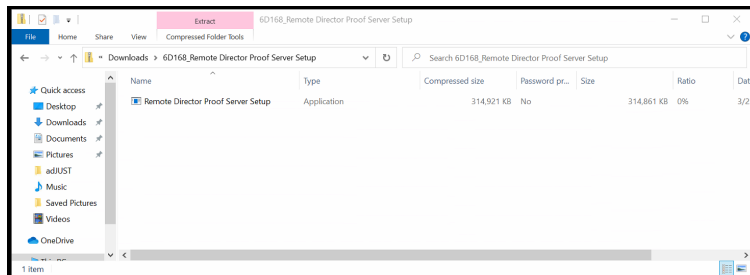 Extract
6D168_Remote Director Proof Server Setup
File Home Share View Compressed Folder Tools
« Downloads › 6D168_Remote Director Proof Server Setup
Search 6D168_Remote Director Proof Server Setup
Name Type Compressed size Password pr... Size Ratio Dat
Quick access
Remote Director Proof Server Setup Application 314,921 KB No 314,861 KB 0% 3/2
Desktop
Downloads
Documents
Pictures
adJUST
Music
Saved Pictures
Videos
OneDrive
1 item